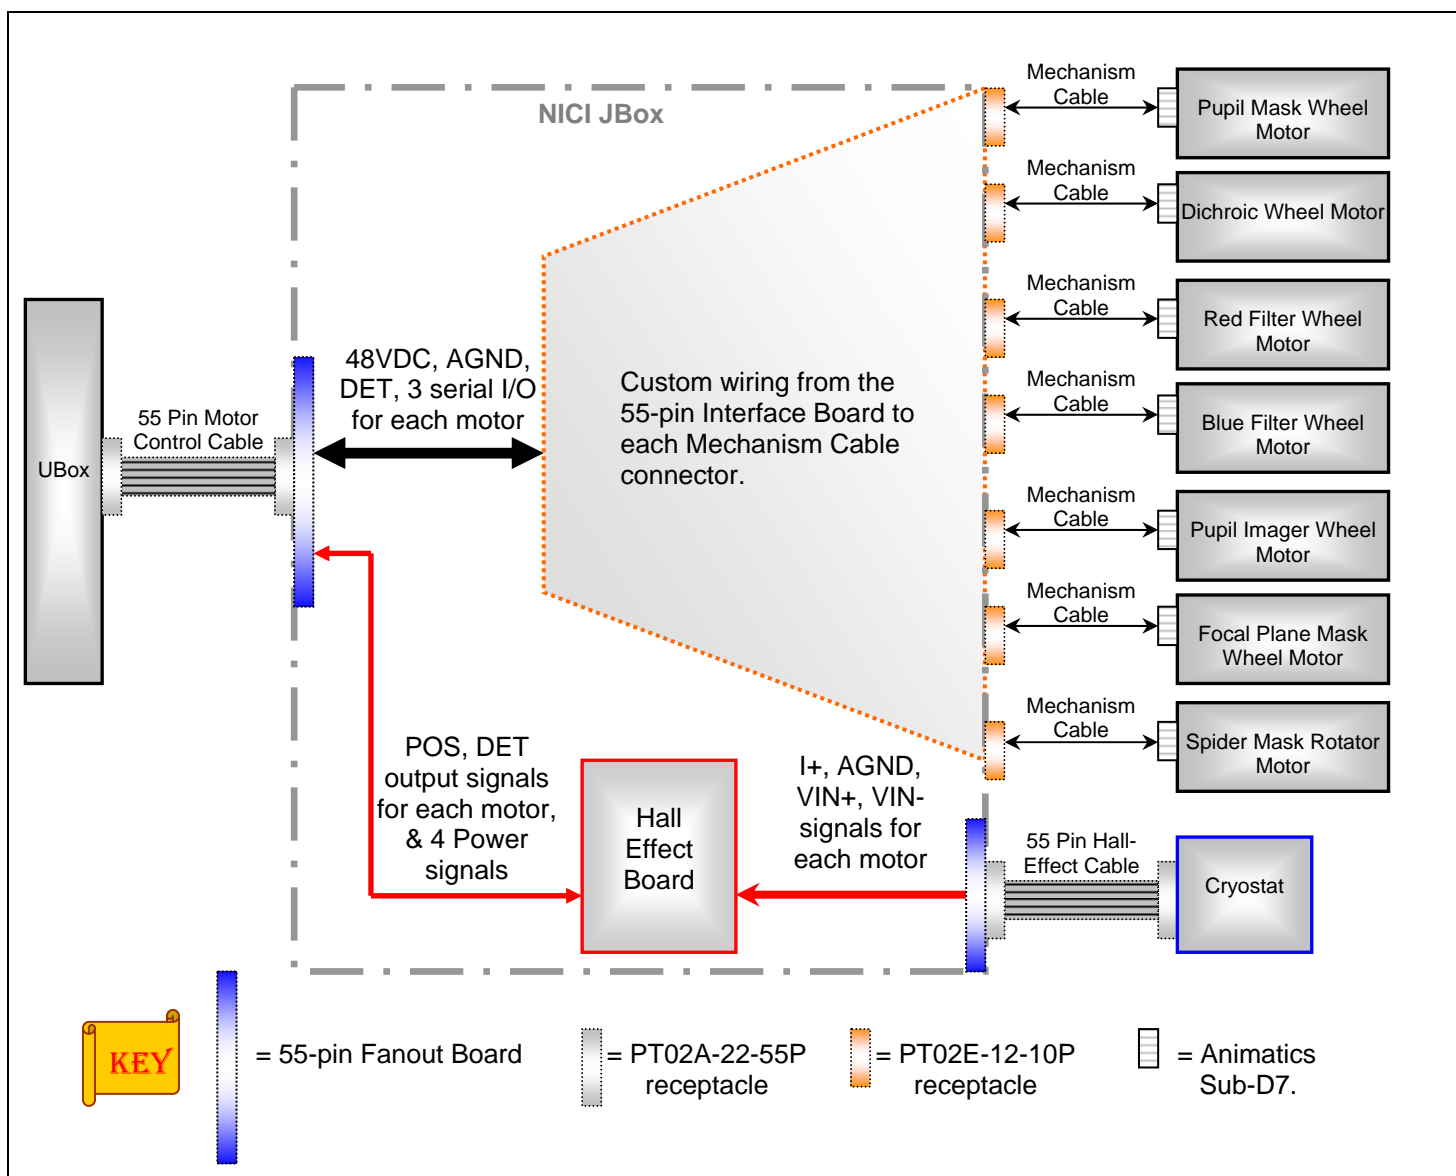 NICI JBox
Mechanism
Cable
Pupil Mask Wheel
Motor
Mechanism
Cable
Dichroic Wheel Motor
Mechanism
Cable
Red Filter Wheel
Motor
Mechanism
Cable
Blue Filter Wheel
Motor
Mechanism
Cable
Pupil Imager Wheel
Motor
Mechanism
Cable
Focal Plane Mask
Wheel Motor
Mechanism
Cable
Spider Mask Rotator
Motor
UBox
55 Pin Motor
Control Cable
48VDC, AGND,
DET, 3 serial I/O
for each motor
Custom wiring from the
55-pin Interface Board to
each Mechanism Cable
connector.
POS, DET
output signals
for each motor,
& 4 Power
signals
Hall
Effect
Board
I+, AGND,
VIN+, VIN-
signals for
each motor
55 Pin Hall-
Effect Cable
Cryostat
KEY
= 55-pin Fanout Board
= PT02A-22-55P
receptacle
= PT02E-12-10P
receptacle
= Animatics
Sub-D7.